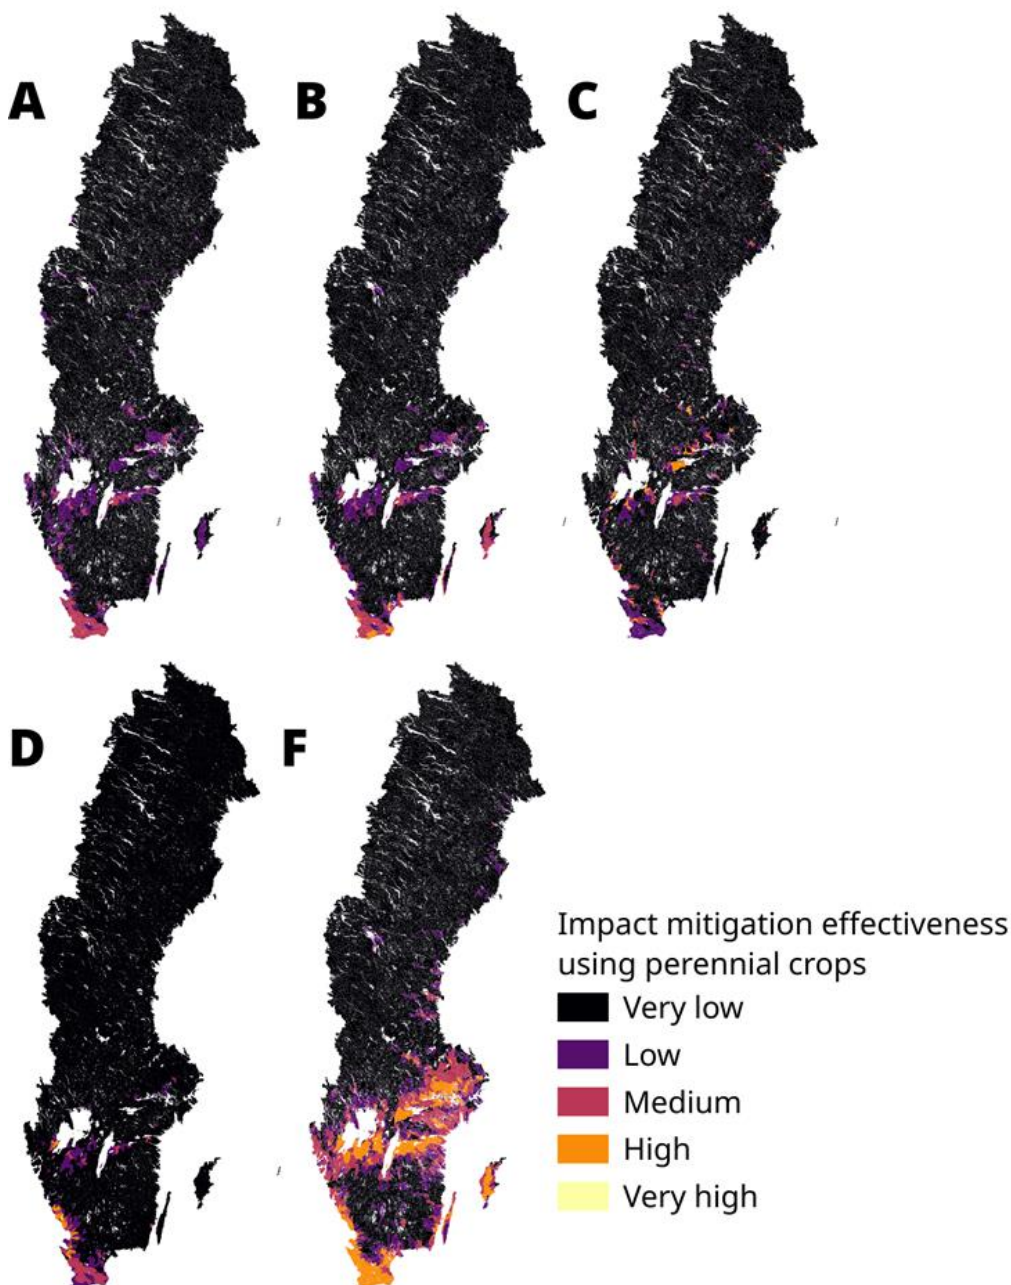 A
B
C
D
F
Impact mitigation effectiveness
using perennial crops
Very low
Low
Medium
High
Very high